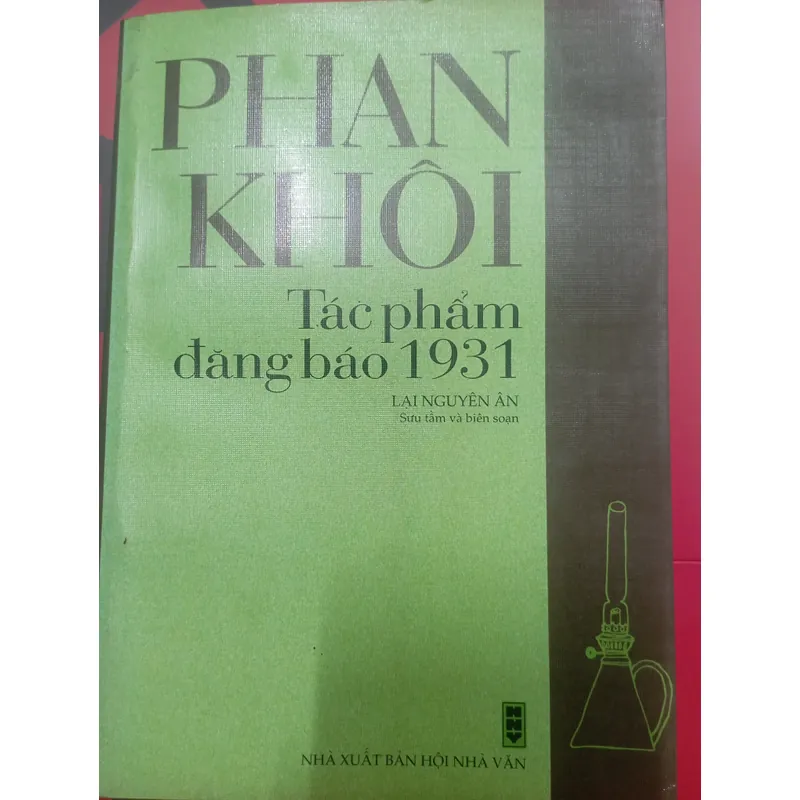 PHAN
KHÔI
Tác phẩm
đăng báo 1931
LẠI NGUYÊN ÂN
Sưu tầm và biên soạn
HNV
NHÀ XUẤT BẢN HỘI NHÀ VĂN